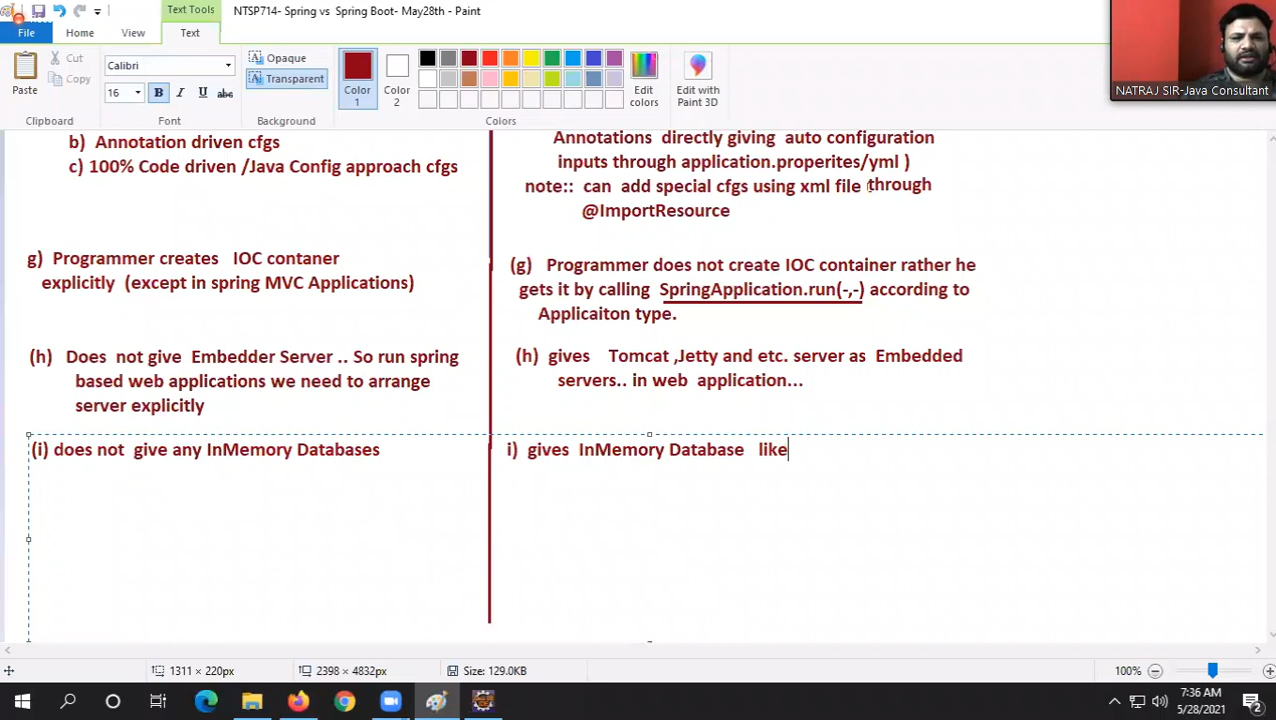 Text Tools
NTSP714- Spring vs Spring Boot- May28th - Paint
File
Home
View
Text
Paste
Cut
Copy
Clipboard
Calibri
16
B
I
U
abc
Font
Opaque
Transparent
Background
Color
1
Color
2
Colors
Edit
colors
Edit with
Paint 3D
NATRAJ SIR-Java Consultant
b) Annotation driven cfgs
c) 100% Code driven /Java Config approach cfgs
g) Programmer creates IOC contaner
explicitly (except in spring MVC Applications)
(h) Does not give Embedder Server .. So run spring
based web applications we need to arrange
server explicitly
(i) does not give any InMemory Databases
Annotations directly giving auto configuration
inputs through application.properites/yml )
note:: can add special cfgs using xml file through
@ImportResource
(g) Programmer does not create IOC container rather he
gets it by calling SpringApplication.run(-,-) according to
Applicaiton type.
(h) gives Tomcat ,Jetty and etc. server as Embedded
servers.. in web application...
i) gives InMemory Database like
1311 × 220px
2398 × 4832px
Size: 129.0KB
100%
7:36 AM
5/28/2021
2